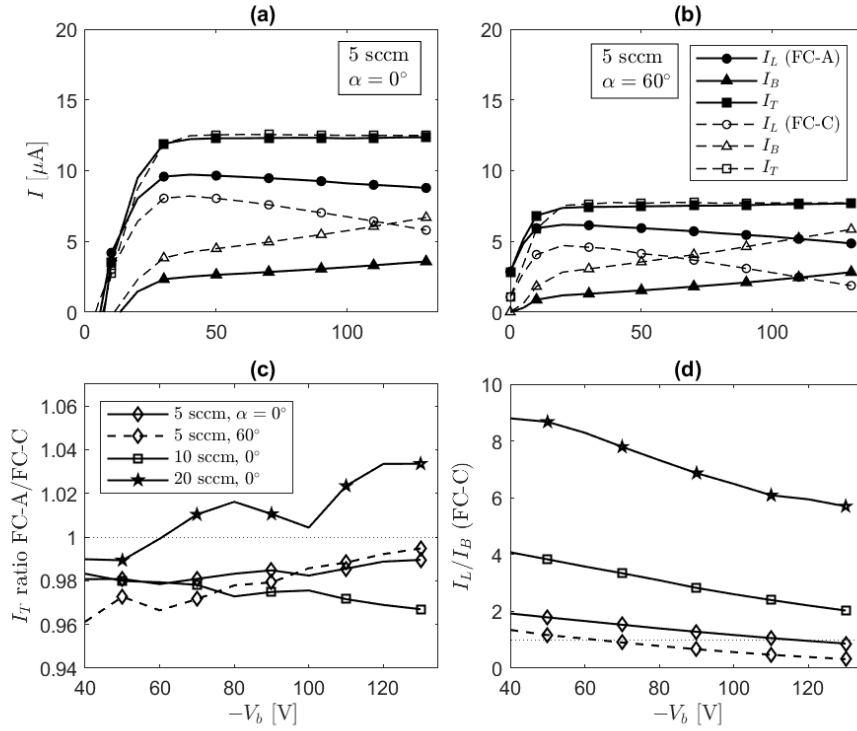 (a)
20
15
10
5
0
I [μA]
0
50
100
5 sccm
α = 0°
(b)
20
15
10
5
0
0
50
100
5 sccm
α = 60°
I_L (FC-A)
I_B
I_T
I_L (FC-C)
I_B
I_T
(c)
1.06
1.04
1.02
1
0.98
0.96
0.94
I_T ratio FC-A/FC-C
40
60
80
100
120
−V_b [V]
5 sccm, α = 0°
5 sccm, 60°
10 sccm, 0°
20 sccm, 0°
(d)
10
8
6
4
2
0
I_L/I_B (FC-C)
40
60
80
100
120
−V_b [V]